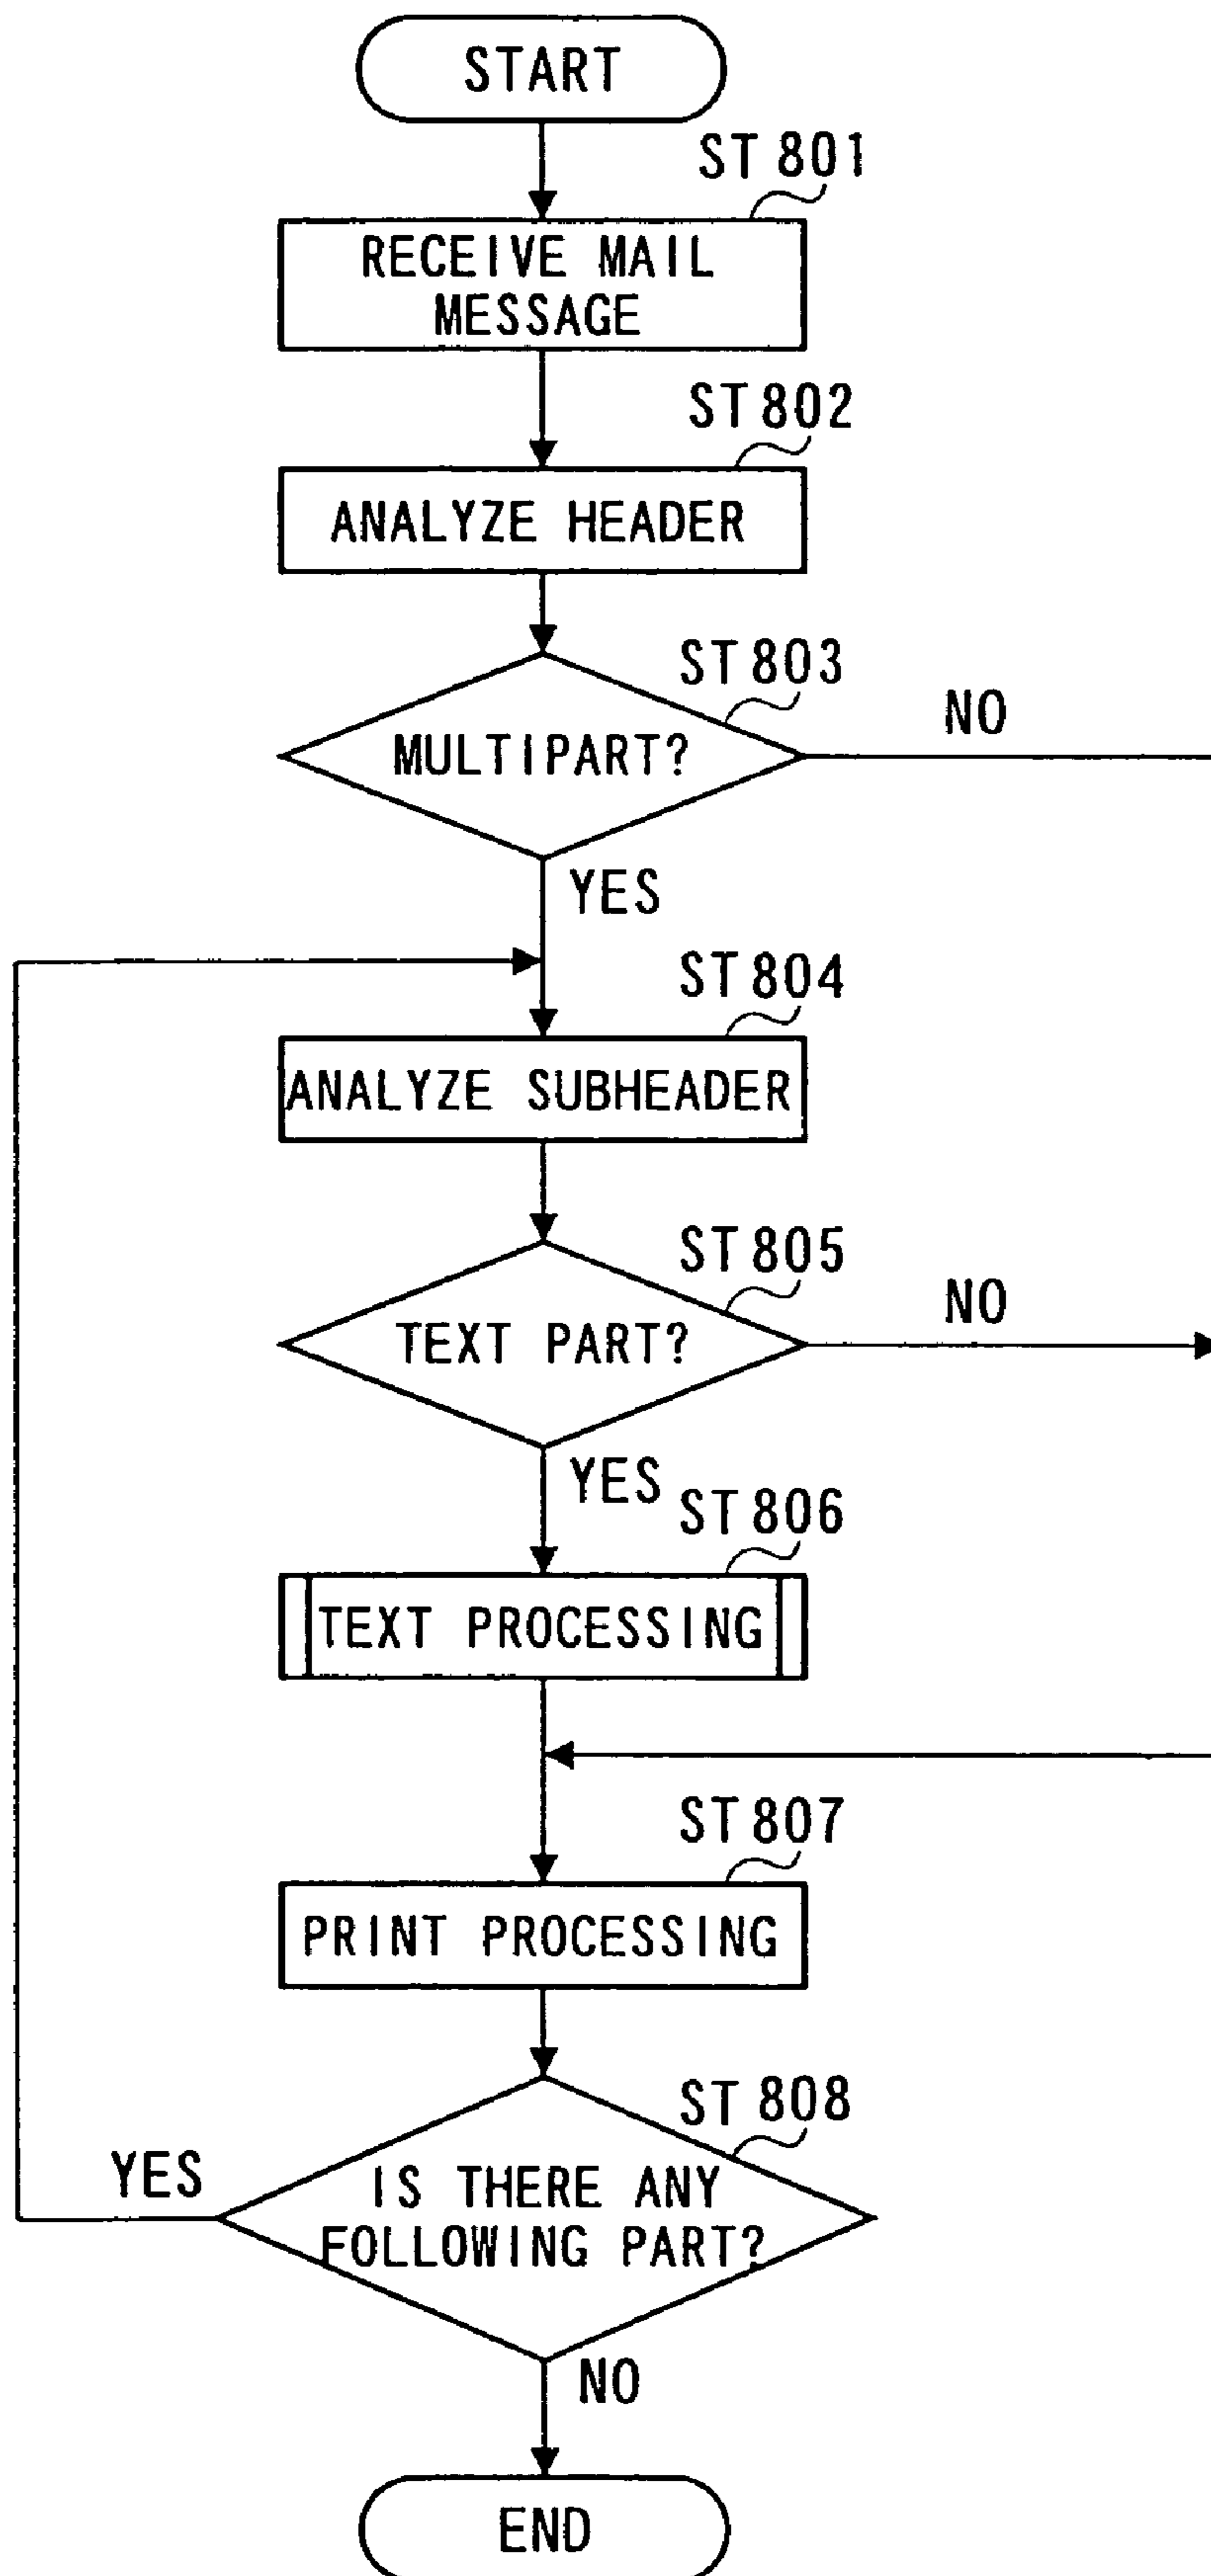 START
ST 801
RECEIVE MAIL
MESSAGE
ST 802
ANALYZE HEADER
ST 803
MULTIPART?
NO
YES
ST 804
ANALYZE SUBHEADER
ST 805
TEXT PART?
NO
YES
ST 806
TEXT PROCESSING
ST 807
PRINT PROCESSING
ST 808
YES
IS THERE ANY
FOLLOWING PART?
NO
END